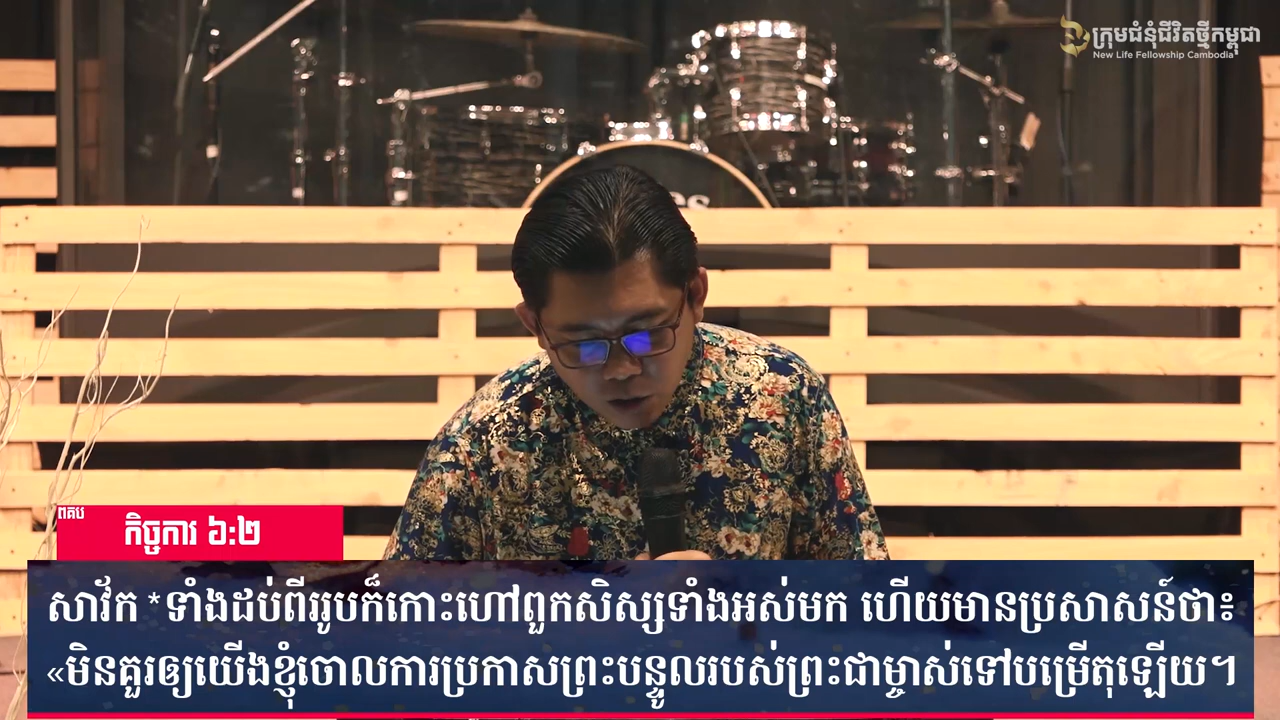 ក្រុមជំនុំជីវិតថ្មីកម្ពុជា
New Life Fellowship Cambodia
ពគប
កិច្ចការ ៦:២
សាវ័ក *ទាំងដប់ពីររូបក៏កោះហៅពួកសិស្សទាំងអស់មក ហើយមានប្រសាសន៍ថា៖
«មិនគួរឲ្យយើងខ្ញុំចោលការប្រកាសព្រះបន្ទូលរបស់ព្រះជាម្ចាស់ទៅបម្រើតុឡើយ។